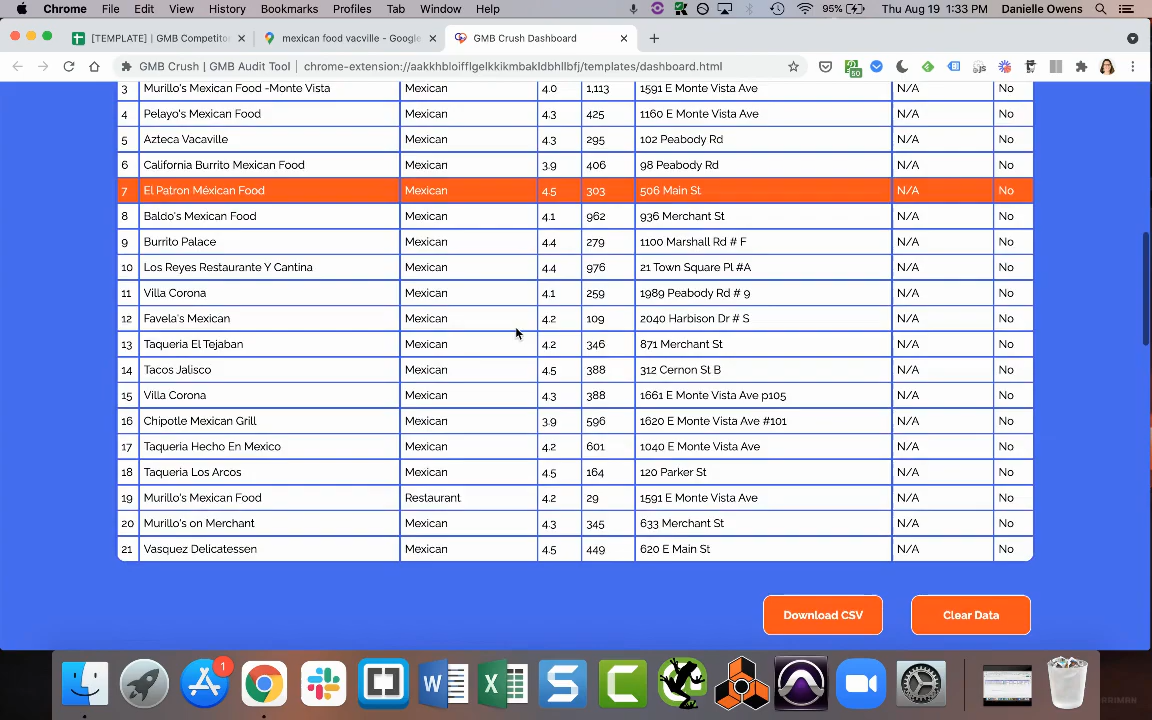 Chrome File Edit View History Bookmarks Profiles Tab Window Help 95% Thu Aug 19 1:33 PM Danielle Owens
[TEMPLATE] | GMB Competito
mexican food vacville - Google
GMB Crush Dashboard
GMB Crush | GMB Audit Tool chrome-extension://aakkhbloiffIgelkkikmbakldbhllbfj/templates/dashboard.html
50
3 Murillo's Mexican Food -Monte Vista Mexican 4.0 1,113 1591 E Monte Vista Ave N/A No
4 Pelayo's Mexican Food Mexican 4.3 425 1160 E Monte Vista Ave N/A No
5 Azteca Vacaville Mexican 4.3 295 102 Peabody Rd N/A No
6 California Burrito Mexican Food Mexican 3.9 406 98 Peabody Rd N/A No
7 El Patron Méxican Food Mexican 4.5 303 506 Main St N/A No
8 Baldo's Mexican Food Mexican 4.1 962 936 Merchant St N/A No
9 Burrito Palace Mexican 4.4 279 1100 Marshall Rd # F N/A No
10 Los Reyes Restaurante Y Cantina Mexican 4.4 976 21 Town Square Pl #A N/A No
11 Villa Corona Mexican 4.1 259 1989 Peabody Rd # 9 N/A No
12 Favela's Mexican Mexican 4.2 109 2040 Harbison Dr # S N/A No
13 Taqueria El Tejaban Mexican 4.2 346 871 Merchant St N/A No
14 Tacos Jalisco Mexican 4.5 388 312 Cernon St B N/A No
15 Villa Corona Mexican 4.3 388 1661 E Monte Vista Ave p105 N/A No
16 Chipotle Mexican Grill Mexican 3.9 596 1620 E Monte Vista Ave #101 N/A No
17 Taqueria Hecho En Mexico Mexican 4.2 601 1040 E Monte Vista Ave N/A No
18 Taqueria Los Arcos Mexican 4.5 164 120 Parker St N/A No
19 Murillo's Mexican Food Restaurant 4.2 29 1591 E Monte Vista Ave N/A No
20 Murillo's on Merchant Mexican 4.3 345 633 Merchant St N/A No
21 Vasquez Delicatessen Mexican 4.5 449 620 E Main St N/A No
Download CSV Clear Data
1